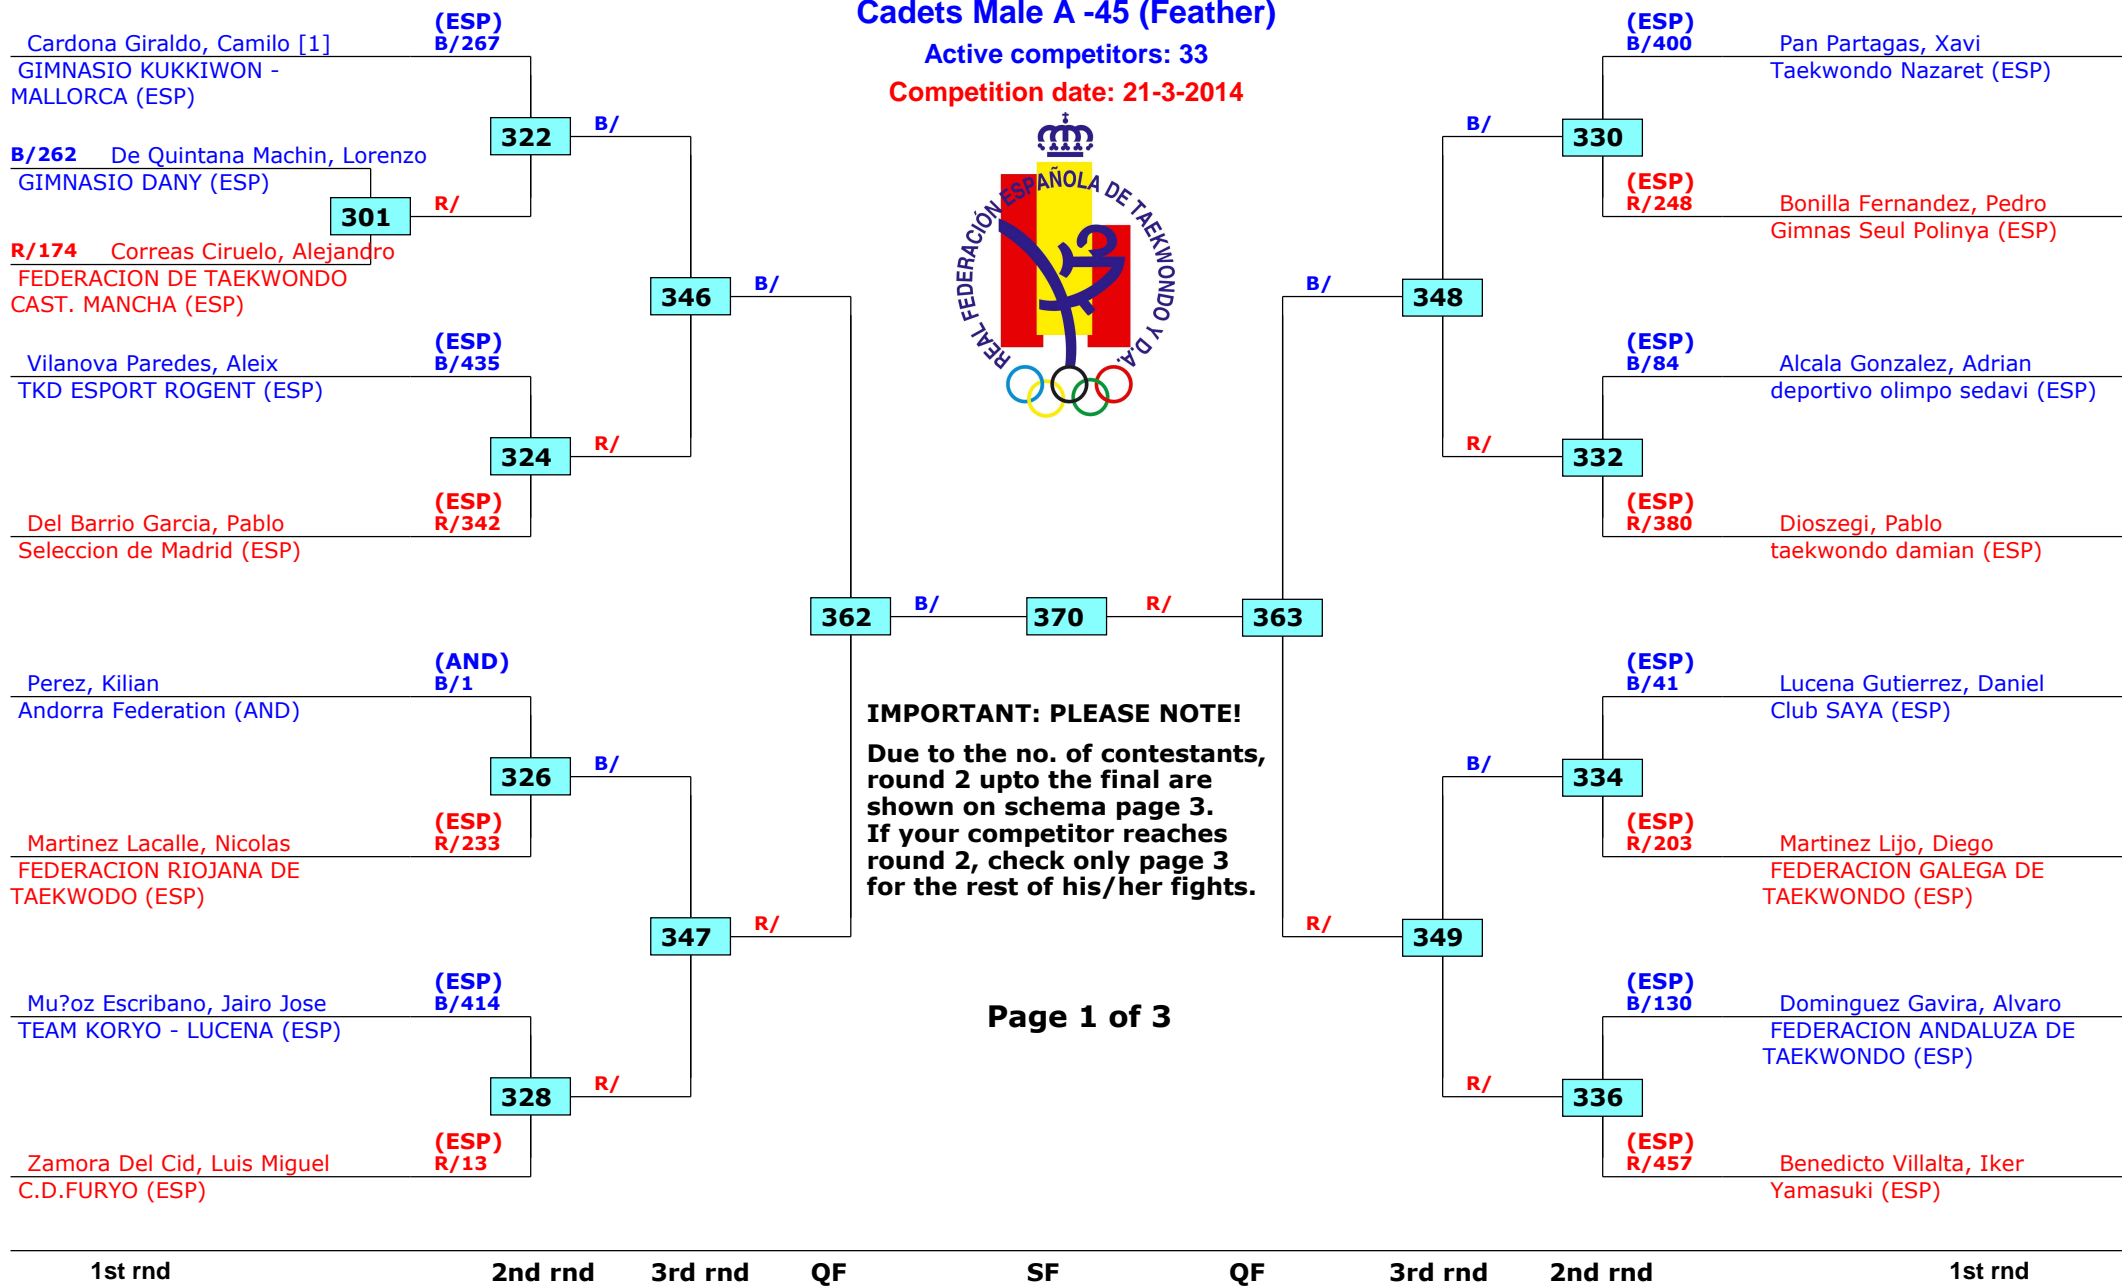 Cadets Male A -45 (Feather)
Active competitors: 33
Competition date: 21-3-2014
REAL FEDERACIÓN ESPAÑOLA DE TAEKWONDO Y D.A.
(ESP)
Cardona Giraldo, Camilo [1] B/267
GIMNASIO KUKKIWON -
MALLORCA (ESP)
322 B/
B/262 De Quintana Machin, Lorenzo
GIMNASIO DANY (ESP)
301 R/
R/174 Correas Ciruelo, Alejandro
FEDERACION DE TAEKWONDO
CAST. MANCHA (ESP)
346 B/
(ESP)
Vilanova Paredes, Aleix B/435
TKD ESPORT ROGENT (ESP)
324 R/
(ESP)
Del Barrio Garcia, Pablo R/342
Seleccion de Madrid (ESP)
362 B/ 370 R/ 363
(AND)
Perez, Kilian B/1
Andorra Federation (AND)
326 B/
(ESP)
Martinez Lacalle, Nicolas R/233
FEDERACION RIOJANA DE
TAEKWODO (ESP)
347 R/
(ESP)
Mu?oz Escribano, Jairo Jose B/414
TEAM KORYO - LUCENA (ESP)
328 R/
(ESP)
Zamora Del Cid, Luis Miguel R/13
C.D.FURYO (ESP)
IMPORTANT: PLEASE NOTE!
Due to the no. of contestants,
round 2 upto the final are
shown on schema page 3.
If your competitor reaches
round 2, check only page 3
for the rest of his/her fights.
Page 1 of 3
(ESP)
B/400 Pan Partagas, Xavi
Taekwondo Nazaret (ESP)
B/ 330
(ESP)
R/248 Bonilla Fernandez, Pedro
Gimnas Seul Polinya (ESP)
B/ 348
(ESP)
B/84 Alcala Gonzalez, Adrian
deportivo olimpo sedavi (ESP)
R/ 332
(ESP)
R/380 Dioszegi, Pablo
taekwondo damian (ESP)
(ESP)
B/41 Lucena Gutierrez, Daniel
Club SAYA (ESP)
B/ 334
(ESP)
R/203 Martinez Lijo, Diego
FEDERACION GALEGA DE
TAEKWONDO (ESP)
R/ 349
(ESP)
B/130 Dominguez Gavira, Alvaro
FEDERACION ANDALUZA DE
TAEKWONDO (ESP)
R/ 336
(ESP)
R/457 Benedicto Villalta, Iker
Yamasuki (ESP)
1st rnd 2nd rnd 3rd rnd QF SF QF 3rd rnd 2nd rnd 1st rnd